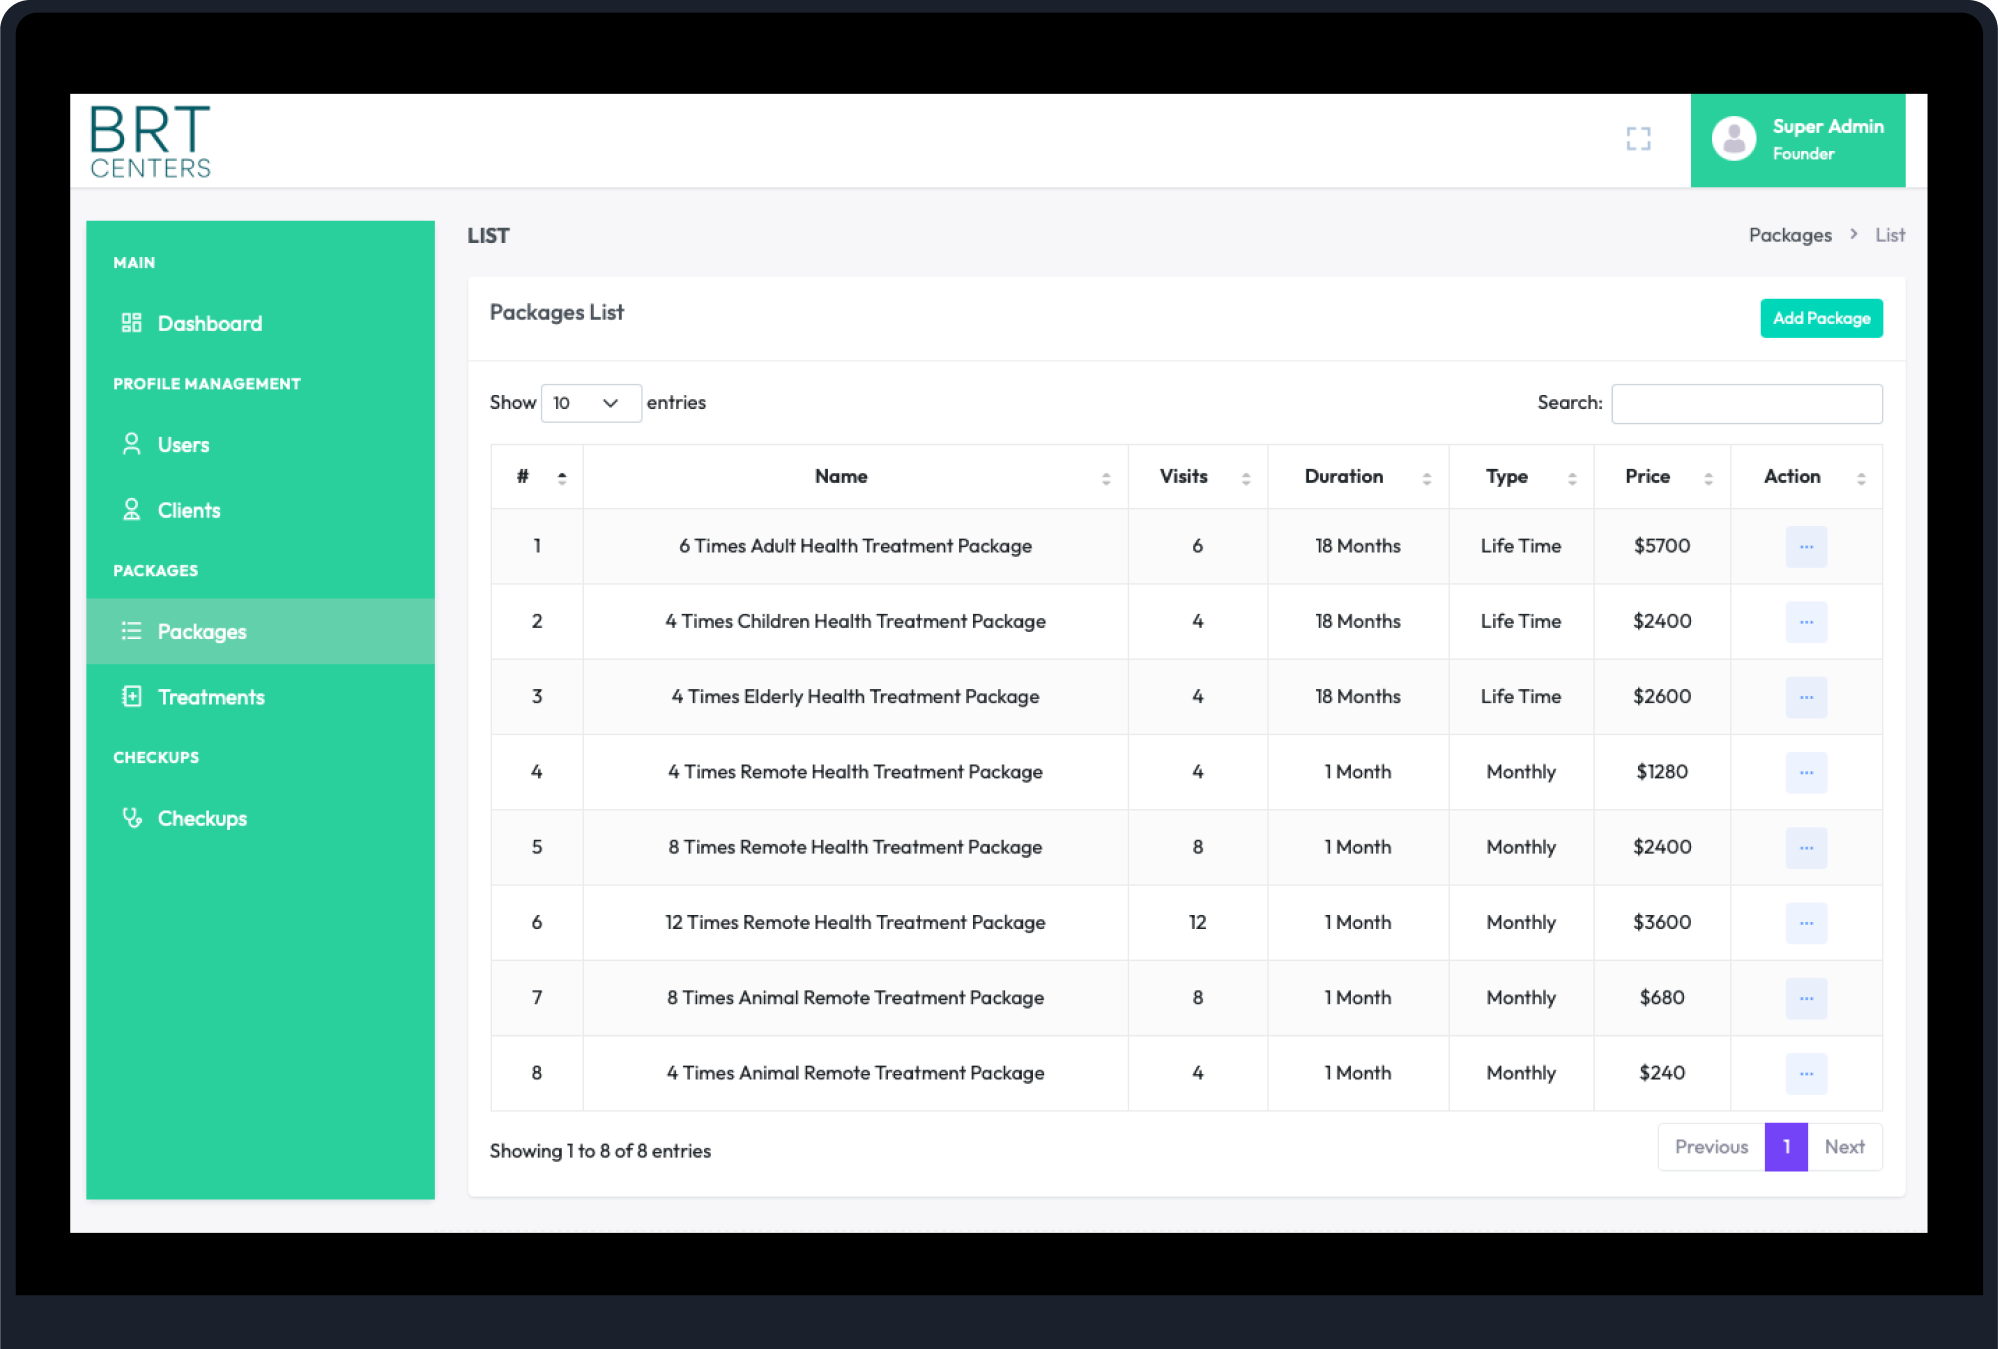 BRT
CENTERS
Super Admin
Founder
MAIN
Dashboard
PROFILE MANAGEMENT
Users
Clients
PACKAGES
Packages
Treatments
CHECKUPS
Checkups
LIST
Packages > List
Packages List
Add Package
Show 10 entries
Search:
# Name Visits Duration Type Price Action
1 6 Times Adult Health Treatment Package 6 18 Months Life Time $5700 ...
2 4 Times Children Health Treatment Package 4 18 Months Life Time $2400 ...
3 4 Times Elderly Health Treatment Package 4 18 Months Life Time $2600 ...
4 4 Times Remote Health Treatment Package 4 1 Month Monthly $1280 ...
5 8 Times Remote Health Treatment Package 8 1 Month Monthly $2400 ...
6 12 Times Remote Health Treatment Package 12 1 Month Monthly $3600 ...
7 8 Times Animal Remote Treatment Package 8 1 Month Monthly $680 ...
8 4 Times Animal Remote Treatment Package 4 1 Month Monthly $240 ...
Showing 1 to 8 of 8 entries
Previous 1 Next